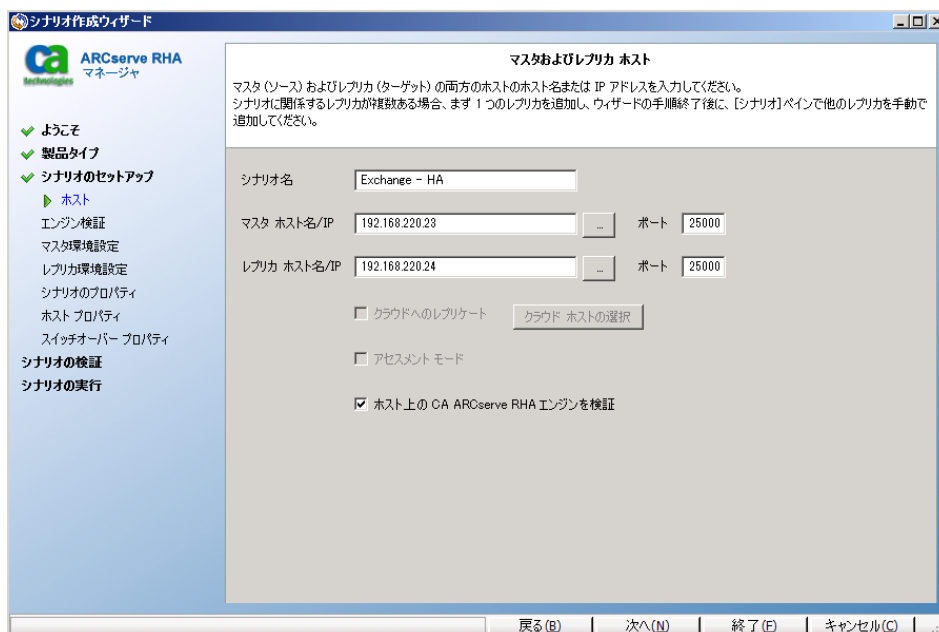 シナリオ作成ウィザード
ca
technologies
ARCserve RHA
マネージャ
ようこそ
製品タイプ
シナリオのセットアップ
ホスト
エンジン検証
マスタ環境設定
レプリカ環境設定
シナリオのプロパティ
ホスト プロパティ
スイッチオーバー プロパティ
シナリオの検証
シナリオの実行
マスタおよびレプリカ ホスト
マスタ (ソース) およびレプリカ (ターゲット) の両方のホストのホスト名または IP アドレスを入力してください。
シナリオに関係するレプリカが複数ある場合、まず 1 つのレプリカを追加し、ウィザードの手順終了後に、[シナリオ] ペインで他のレプリカを手動で
追加してください。
シナリオ名 Exchange - HA
マスタ ホスト名/IP 192.168.220.23 ... ポート 25000
レプリカ ホスト名/IP 192.168.220.24 ... ポート 25000
クラウドへのレプリケート クラウド ホストの選択
アセスメント モード
ホスト上の CA ARCserve RHA エンジンを検証
戻る(B) 次へ(N) 終了(F) キャンセル(C)